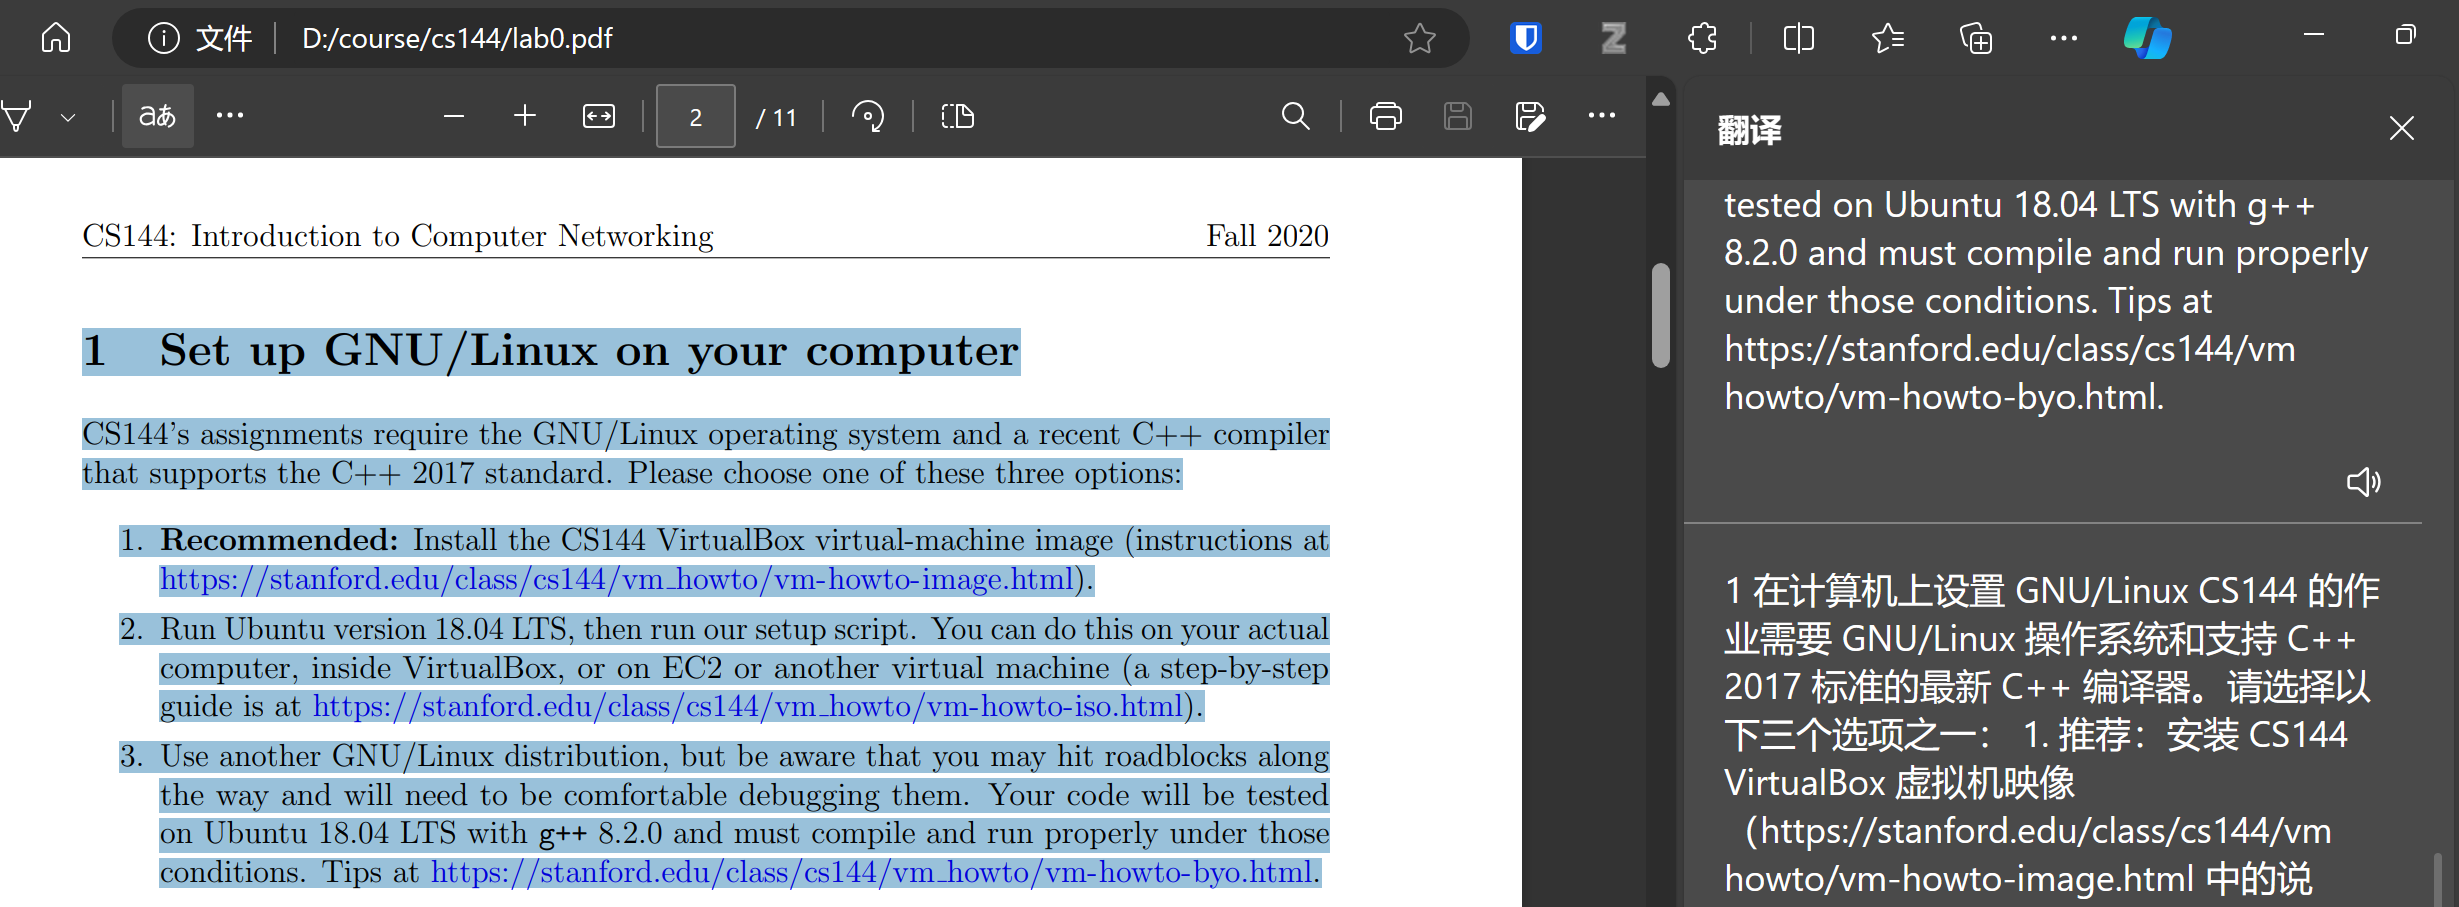 文件
D:/course/cs144/lab0.pdf
aあ
2
/ 11
CS144: Introduction to Computer Networking
Fall 2020
1 Set up GNU/Linux on your computer
CS144's assignments require the GNU/Linux operating system and a recent C++ compiler
that supports the C++ 2017 standard. Please choose one of these three options:
1. Recommended: Install the CS144 VirtualBox virtual-machine image (instructions at
https://stanford.edu/class/cs144/vm_howto/vm-howto-image.html).
2. Run Ubuntu version 18.04 LTS, then run our setup script. You can do this on your actual
computer, inside VirtualBox, or on EC2 or another virtual machine (a step-by-step
guide is at https://stanford.edu/class/cs144/vm_howto/vm-howto-iso.html).
3. Use another GNU/Linux distribution, but be aware that you may hit roadblocks along
the way and will need to be comfortable debugging them. Your code will be tested
on Ubuntu 18.04 LTS with g++ 8.2.0 and must compile and run properly under those
conditions. Tips at https://stanford.edu/class/cs144/vm_howto/vm-howto-byo.html.
翻译
tested on Ubuntu 18.04 LTS with g++
8.2.0 and must compile and run properly
under those conditions. Tips at
https://stanford.edu/class/cs144/vm
howto/vm-howto-byo.html.
1 在计算机上设置 GNU/Linux CS144 的作
业需要 GNU/Linux 操作系统和支持 C++
2017 标准的最新 C++ 编译器。请选择以
下三个选项之一： 1. 推荐：安装 CS144
VirtualBox 虚拟机映像
（https://stanford.edu/class/cs144/vm
howto/vm-howto-image.html 中的说